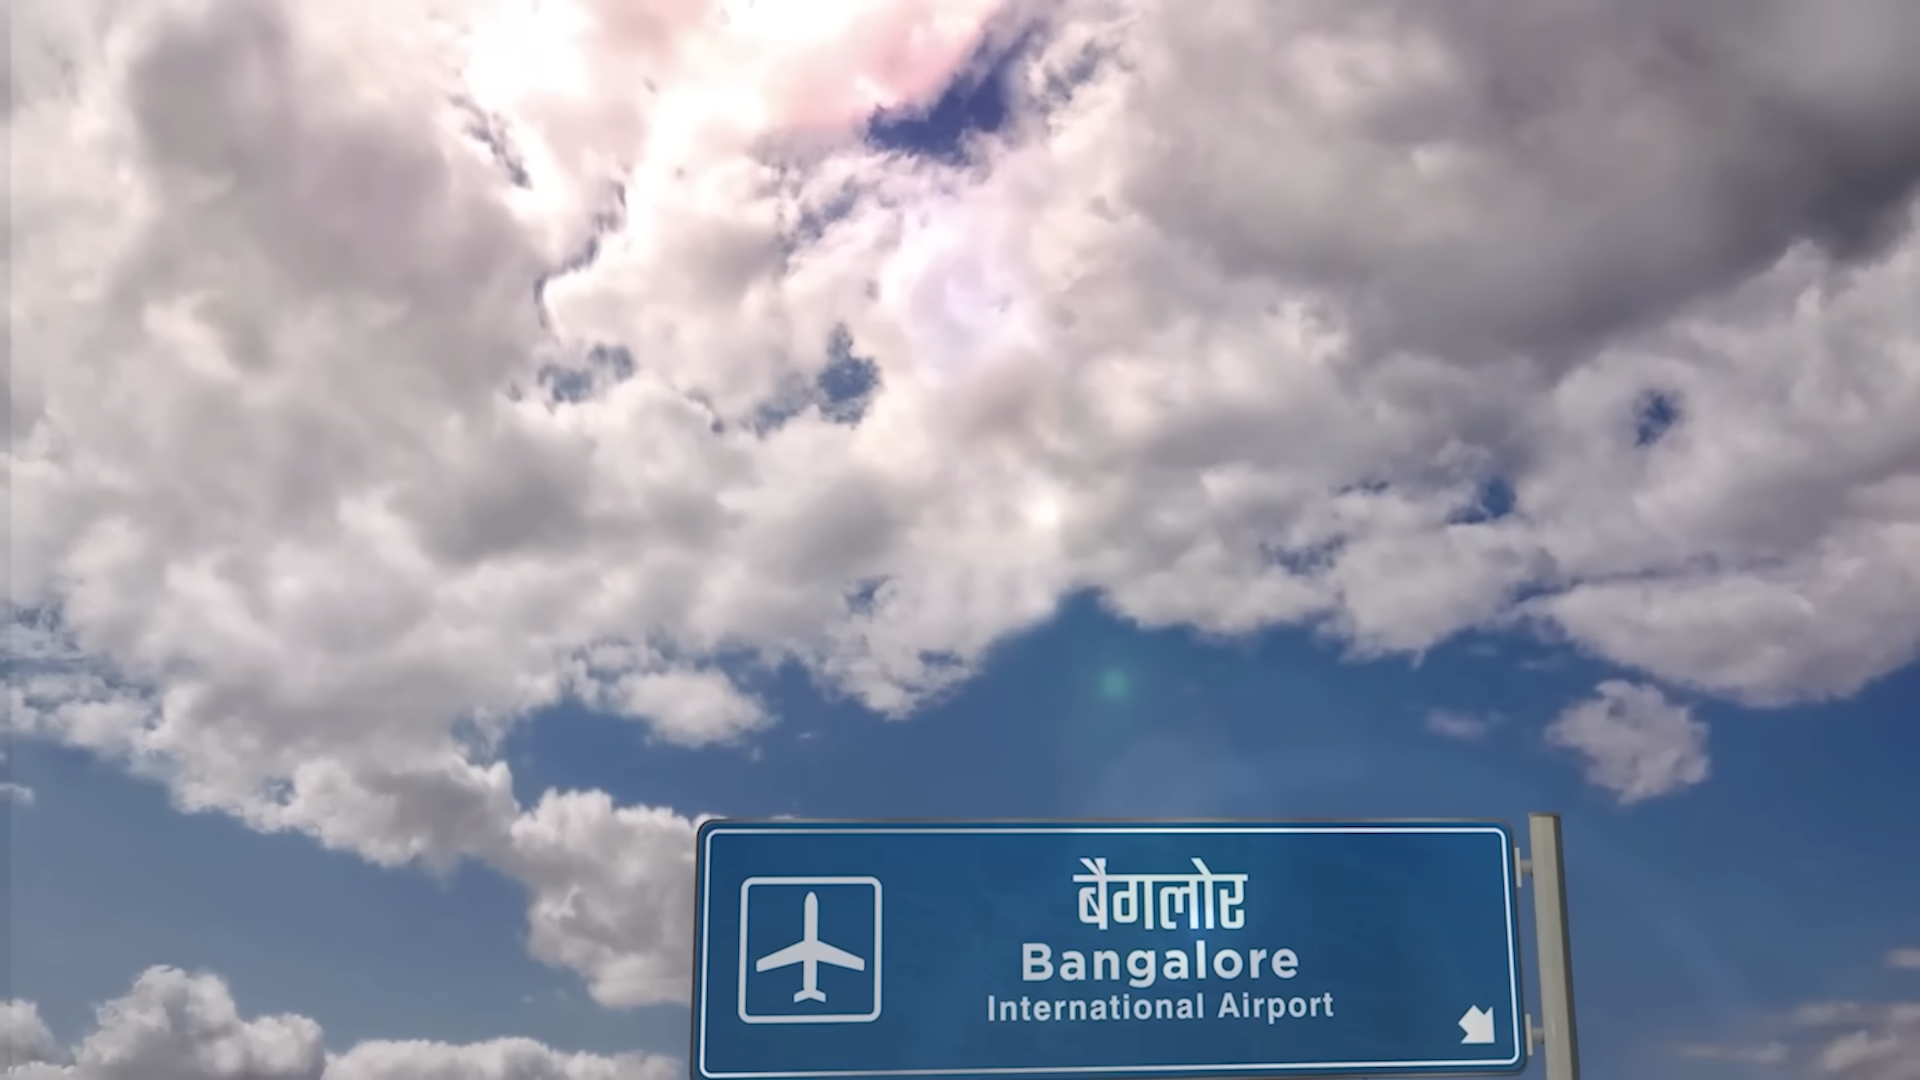 बैंगलोर
Bangalore
International Airport